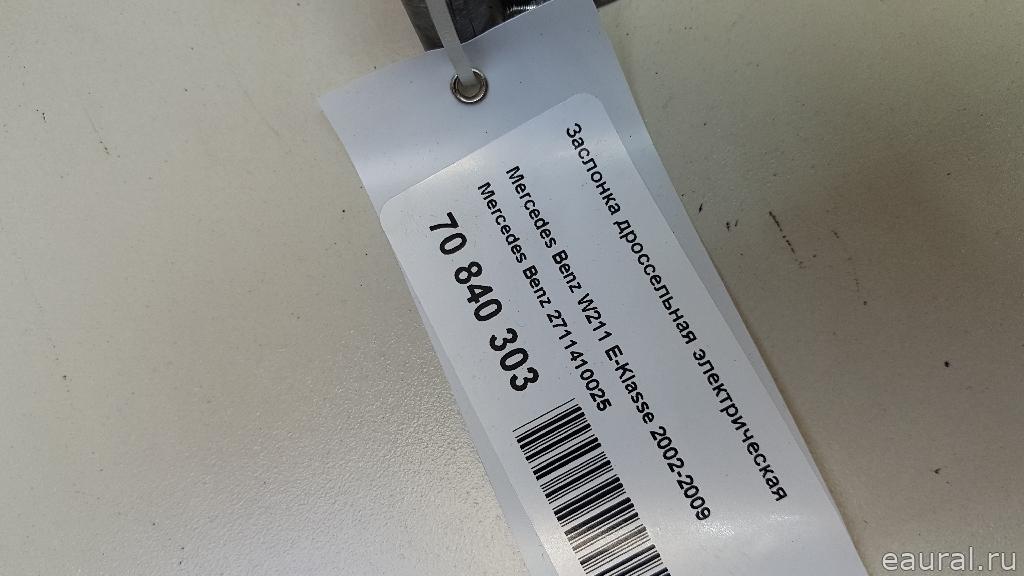 Заслонка дроссельная электрическая
Mercedes Benz W211 E-Klasse 2002-2009
Mercedes Benz 2711410025
70 840 303
eaural.ru